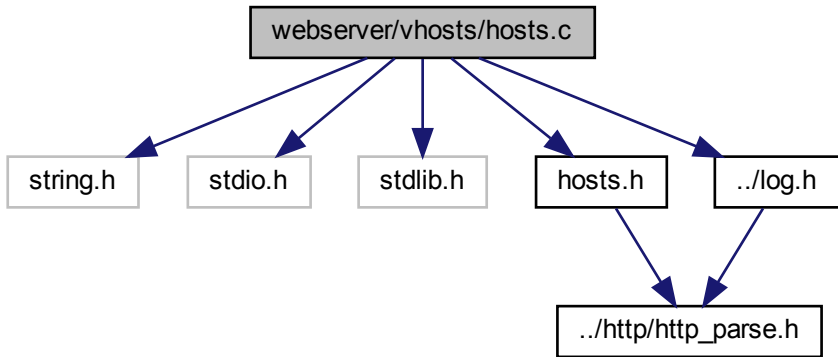 webserver/vhosts/hosts.c
string.h
stdio.h
stdlib.h
hosts.h
../log.h
../http/http_parse.h